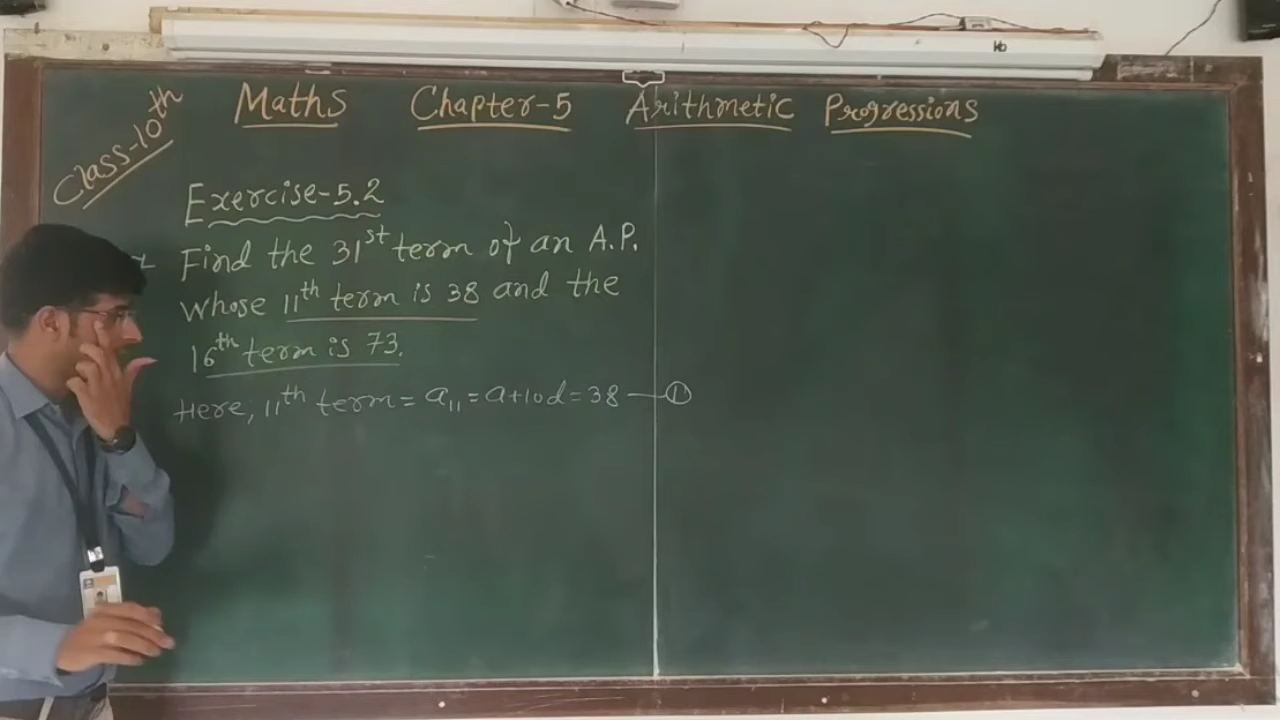 Class-10th
Maths Chapter-5 Arithmetic Progressions
Exercise-5.2
Find the 31st term of an A.P.
whose 11th term is 38 and the
16th term is 73.
Here, 11th term = a11 = a+10d = 38 — ①